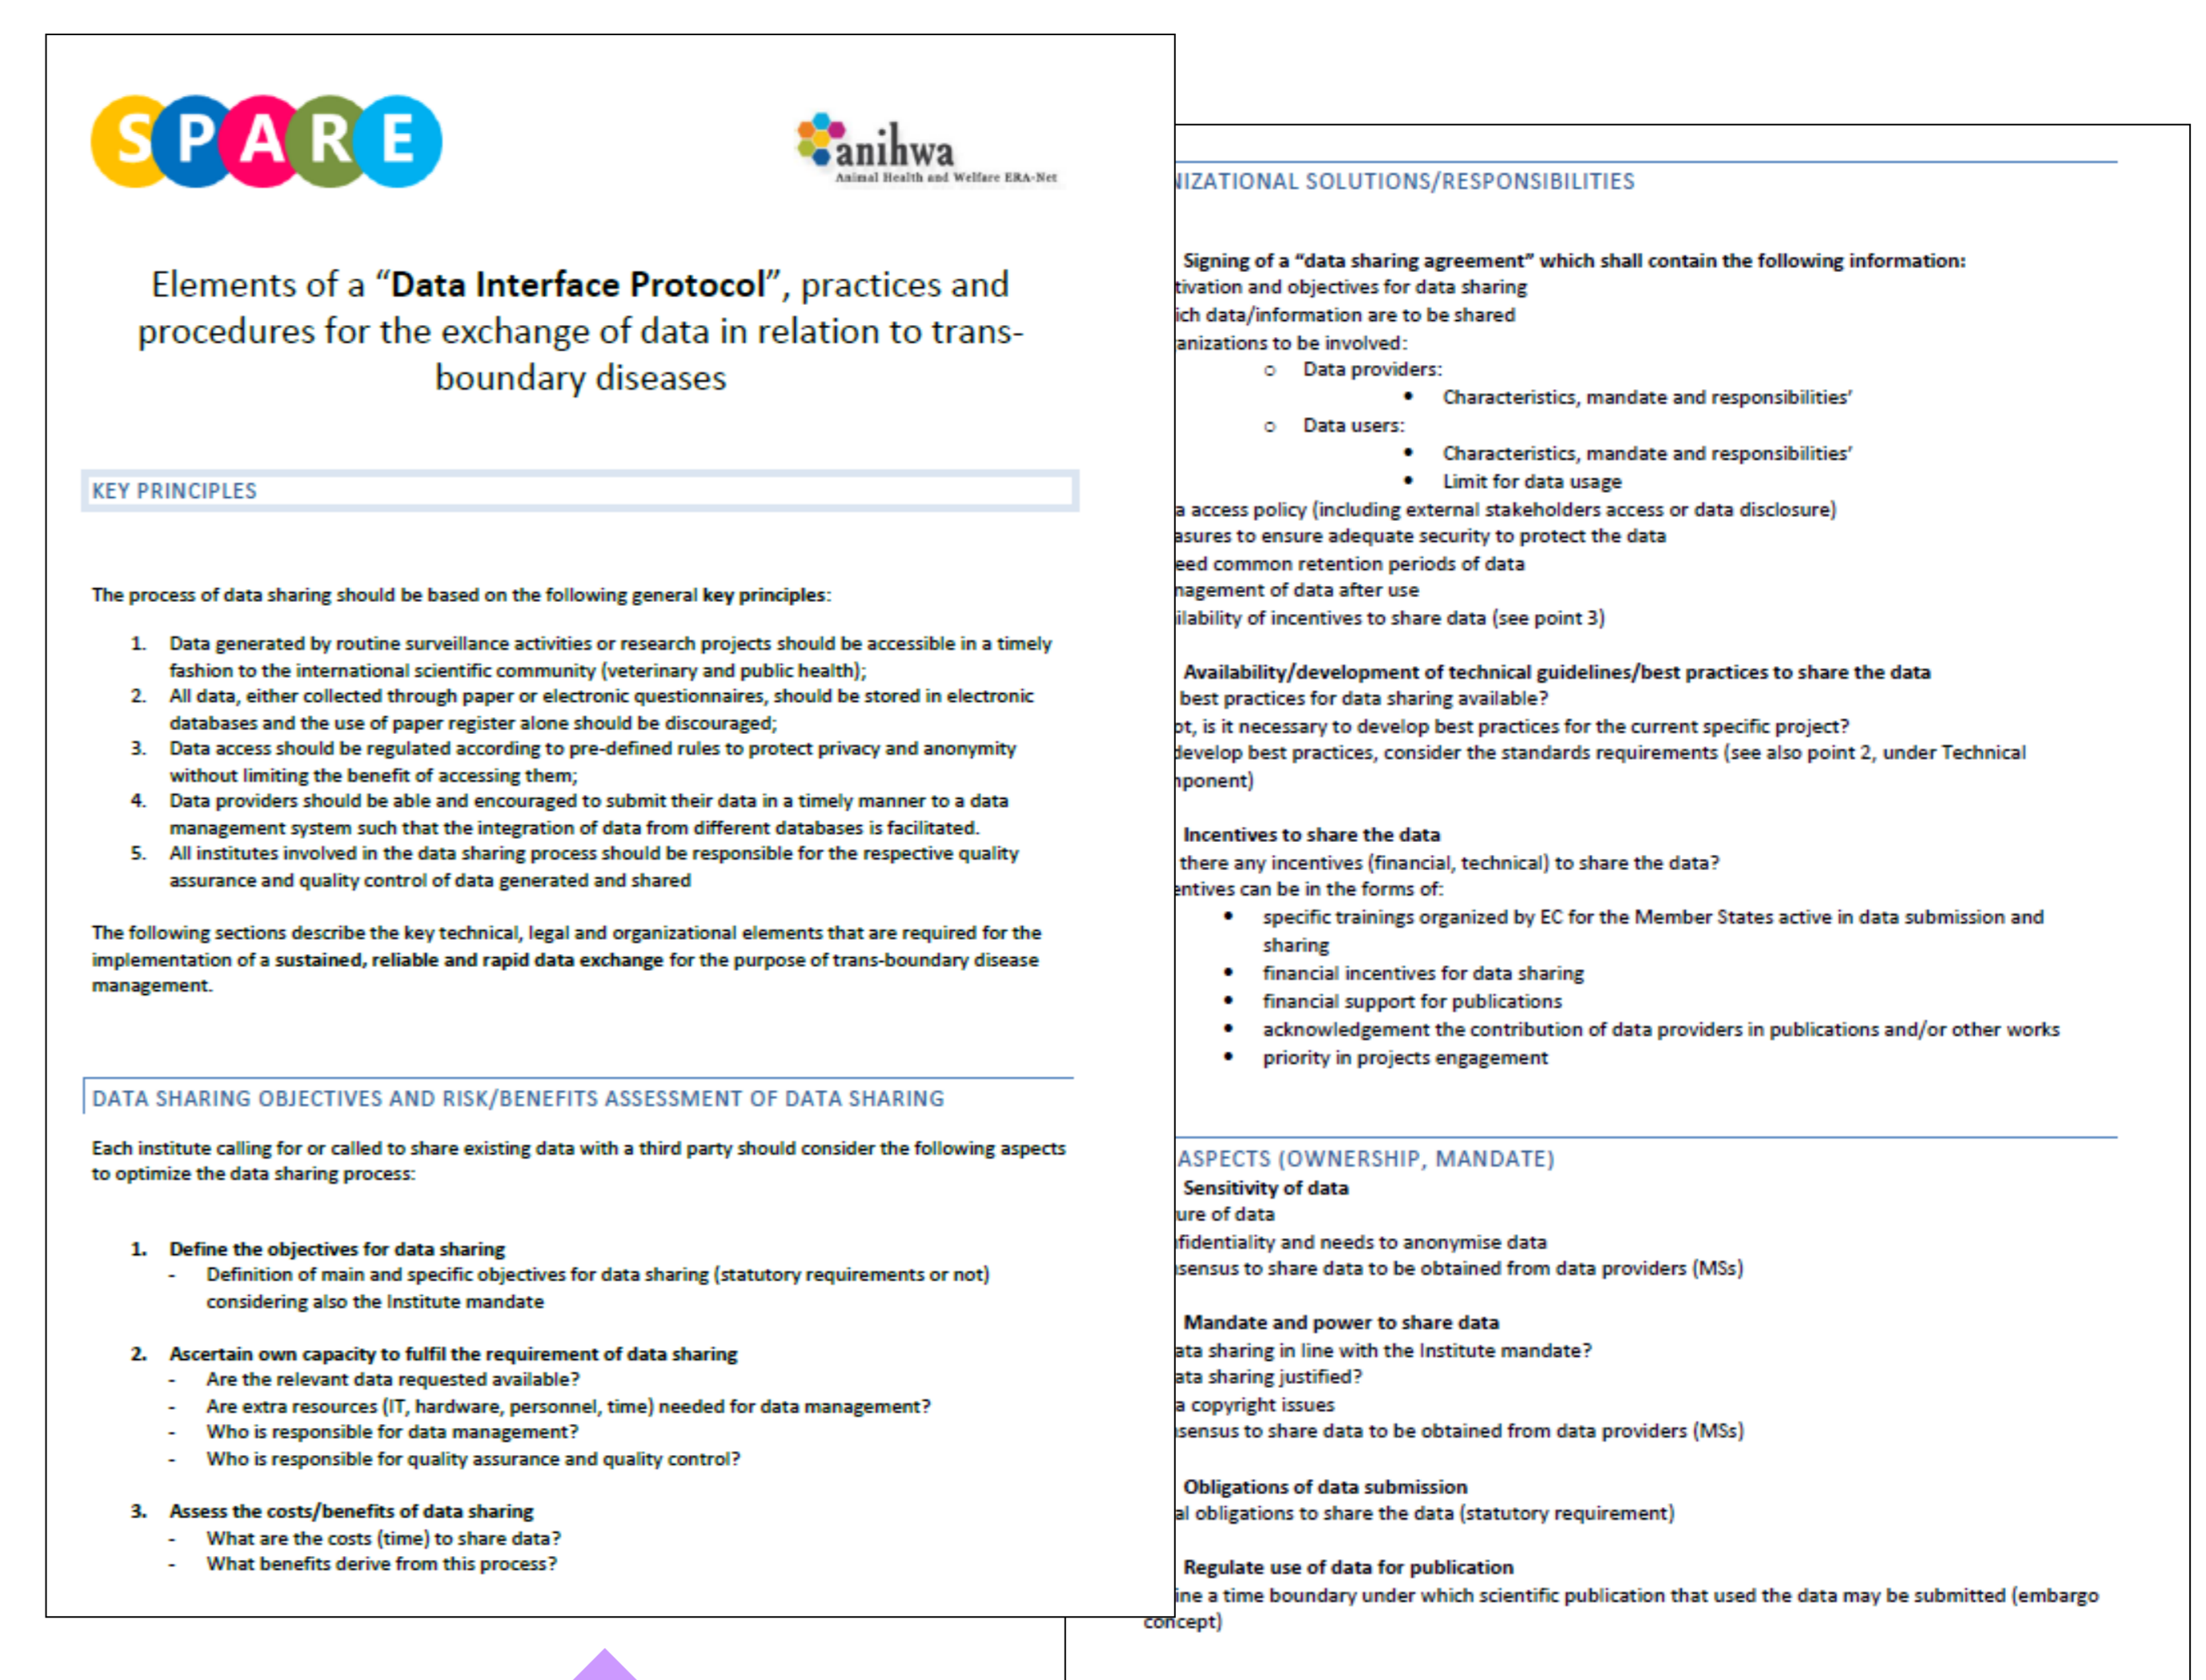 SPARE
anihwa
Animal Health and Welfare ERA-Net
Elements of a “Data Interface Protocol”, practices and
procedures for the exchange of data in relation to trans-
boundary diseases
KEY PRINCIPLES
The process of data sharing should be based on the following general key principles:
1. Data generated by routine surveillance activities or research projects should be accessible in a timely
fashion to the international scientific community (veterinary and public health);
2. All data, either collected through paper or electronic questionnaires, should be stored in electronic
databases and the use of paper register alone should be discouraged;
3. Data access should be regulated according to pre-defined rules to protect privacy and anonymity
without limiting the benefit of accessing them;
4. Data providers should be able and encouraged to submit their data in a timely manner to a data
management system such that the integration of data from different databases is facilitated.
5. All institutes involved in the data sharing process should be responsible for the respective quality
assurance and quality control of data generated and shared
The following sections describe the key technical, legal and organizational elements that are required for the
implementation of a sustained, reliable and rapid data exchange for the purpose of trans-boundary disease
management.
DATA SHARING OBJECTIVES AND RISK/BENEFITS ASSESSMENT OF DATA SHARING
Each institute calling for or called to share existing data with a third party should consider the following aspects
to optimize the data sharing process:
1. Define the objectives for data sharing
- Definition of main and specific objectives for data sharing (statutory requirements or not)
considering also the Institute mandate
2. Ascertain own capacity to fulfil the requirement of data sharing
- Are the relevant data requested available?
- Are extra resources (IT, hardware, personnel, time) needed for data management?
- Who is responsible for data management?
- Who is responsible for quality assurance and quality control?
3. Assess the costs/benefits of data sharing
- What are the costs (time) to share data?
- What benefits derive from this process?
NIZATIONAL SOLUTIONS/RESPONSIBILITIES
Signing of a “data sharing agreement” which shall contain the following information:
tivation and objectives for data sharing
ich data/information are to be shared
anizations to be involved:
o Data providers:
• Characteristics, mandate and responsibilities’
o Data users:
• Characteristics, mandate and responsibilities’
• Limit for data usage
a access policy (including external stakeholders access or data disclosure)
asures to ensure adequate security to protect the data
eed common retention periods of data
nagement of data after use
ilability of incentives to share data (see point 3)
Availability/development of technical guidelines/best practices to share the data
best practices for data sharing available?
ot, is it necessary to develop best practices for the current specific project?
develop best practices, consider the standards requirements (see also point 2, under Technical
nponent)
Incentives to share the data
there any incentives (financial, technical) to share the data?
entives can be in the forms of:
• specific trainings organized by EC for the Member States active in data submission and
sharing
• financial incentives for data sharing
• financial support for publications
• acknowledgement the contribution of data providers in publications and/or other works
• priority in projects engagement
ASPECTS (OWNERSHIP, MANDATE)
Sensitivity of data
ure of data
nfidentiality and needs to anonymise data
nsensus to share data to be obtained from data providers (MSs)
Mandate and power to share data
ata sharing in line with the Institute mandate?
ata sharing justified?
a copyright issues
nsensus to share data to be obtained from data providers (MSs)
Obligations of data submission
al obligations to share the data (statutory requirement)
Regulate use of data for publication
ine a time boundary under which scientific publication that used the data may be submitted (embargo
concept)